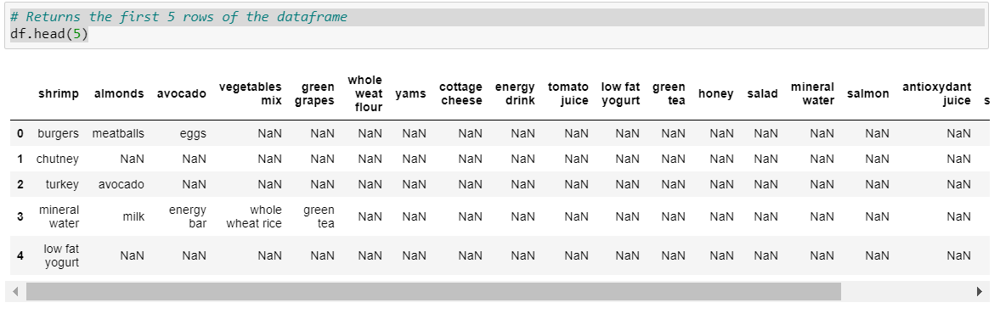 # Returns the first 5 rows of the dataframe
df.head(5)
shrimp almonds avocado vegetables mix green grapes whole weat flour yams cottage cheese energy drink tomato juice low fat yogurt green tea honey salad mineral water salmon antioxydant juice s
0 burgers meatballs eggs NaN NaN NaN NaN NaN NaN NaN NaN NaN NaN NaN NaN NaN NaN
1 chutney NaN NaN NaN NaN NaN NaN NaN NaN NaN NaN NaN NaN NaN NaN NaN NaN
2 turkey avocado NaN NaN NaN NaN NaN NaN NaN NaN NaN NaN NaN NaN NaN NaN NaN
3 mineral water milk energy bar whole wheat rice green tea NaN NaN NaN NaN NaN NaN NaN NaN NaN NaN NaN NaN
4 low fat yogurt NaN NaN NaN NaN NaN NaN NaN NaN NaN NaN NaN NaN NaN NaN NaN NaN